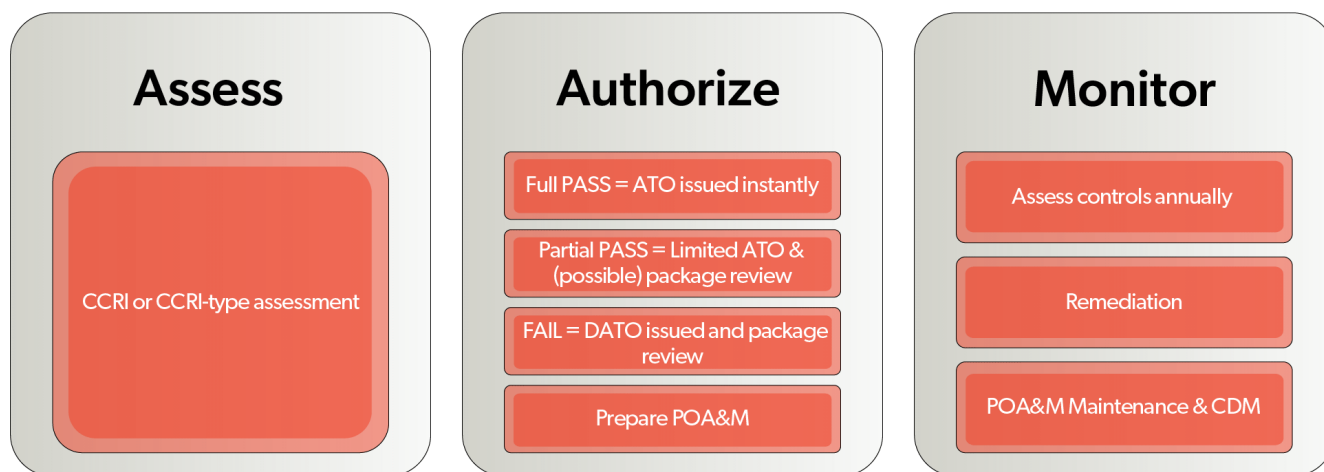 Assess
CCRI or CCRI-type assessment
Authorize
Full PASS = ATO issued instantly
Partial PASS = Limited ATO &
(possible) package review
FAIL = DATO issued and package
review
Prepare POA&M
Monitor
Assess controls annually
Remediation
POA&M Maintenance & CDM